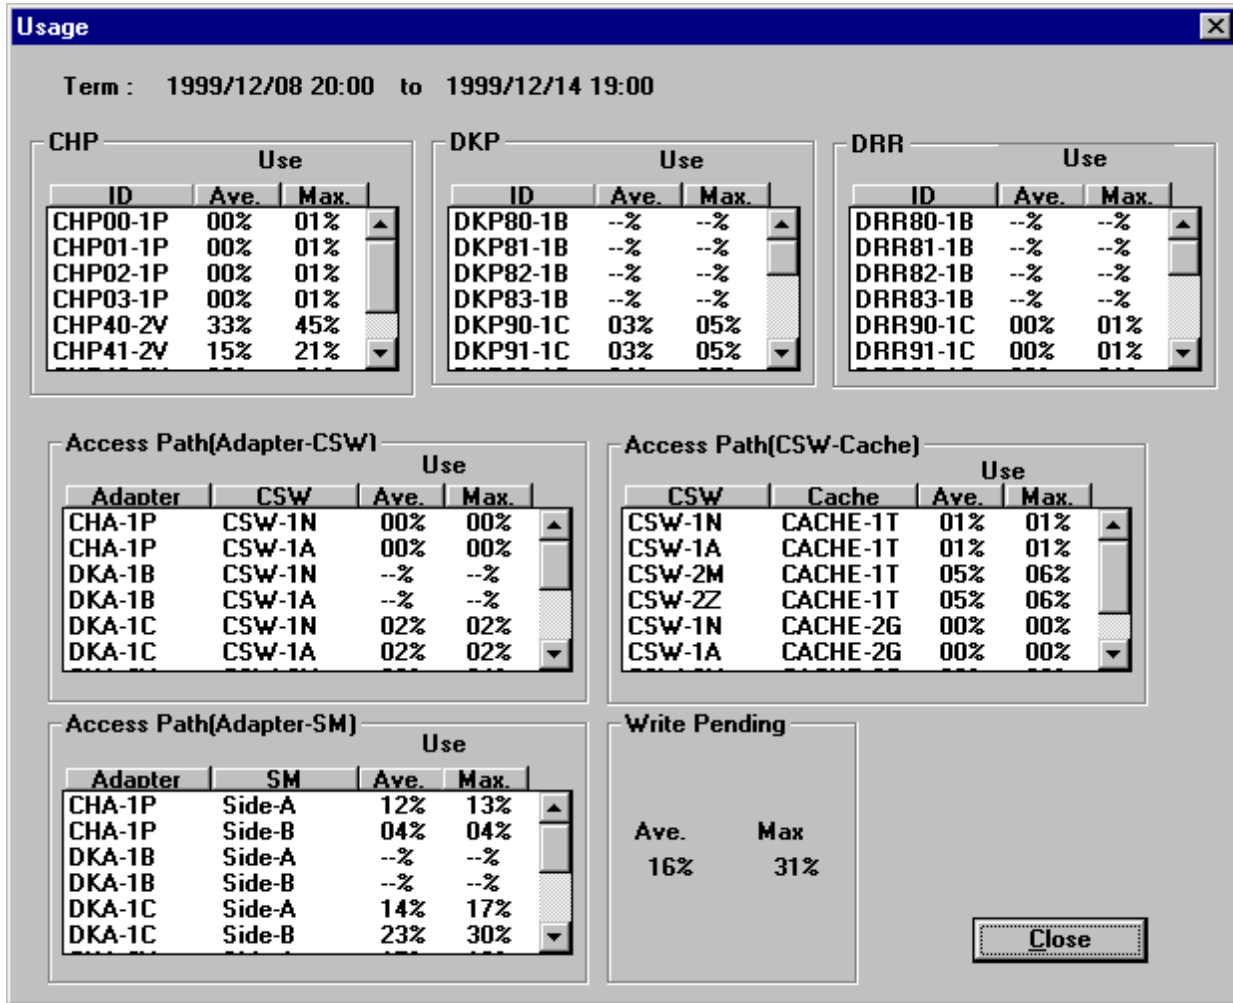 Usage
Term : 1999/12/08 20:00 to 1999/12/14 19:00
CHP
Use
ID Ave. Max.
CHP00-1P 00% 01%
CHP01-1P 00% 01%
CHP02-1P 00% 01%
CHP03-1P 00% 01%
CHP40-2V 33% 45%
CHP41-2V 15% 21%
DKP
Use
ID Ave. Max.
DKP80-1B --% --%
DKP81-1B --% --%
DKP82-1B --% --%
DKP83-1B --% --%
DKP90-1C 03% 05%
DKP91-1C 03% 05%
DRR
Use
ID Ave. Max.
DRR80-1B --% --%
DRR81-1B --% --%
DRR82-1B --% --%
DRR83-1B --% --%
DRR90-1C 00% 01%
DRR91-1C 00% 01%
Access Path(Adapter-CSW)
Use
Adapter CSW Ave. Max.
CHA-1P CSW-1N 00% 00%
CHA-1P CSW-1A 00% 00%
DKA-1B CSW-1N --% --%
DKA-1B CSW-1A --% --%
DKA-1C CSW-1N 02% 02%
DKA-1C CSW-1A 02% 02%
Access Path(CSW-Cache)
Use
CSW Cache Ave. Max.
CSW-1N CACHE-1T 01% 01%
CSW-1A CACHE-1T 01% 01%
CSW-2M CACHE-1T 05% 06%
CSW-2Z CACHE-1T 05% 06%
CSW-1N CACHE-2G 00% 00%
CSW-1A CACHE-2G 00% 00%
Access Path(Adapter-SM)
Use
Adapter SM Ave. Max.
CHA-1P Side-A 12% 13%
CHA-1P Side-B 04% 04%
DKA-1B Side-A --% --%
DKA-1B Side-B --% --%
DKA-1C Side-A 14% 17%
DKA-1C Side-B 23% 30%
Write Pending
Ave. Max
16% 31%
Close